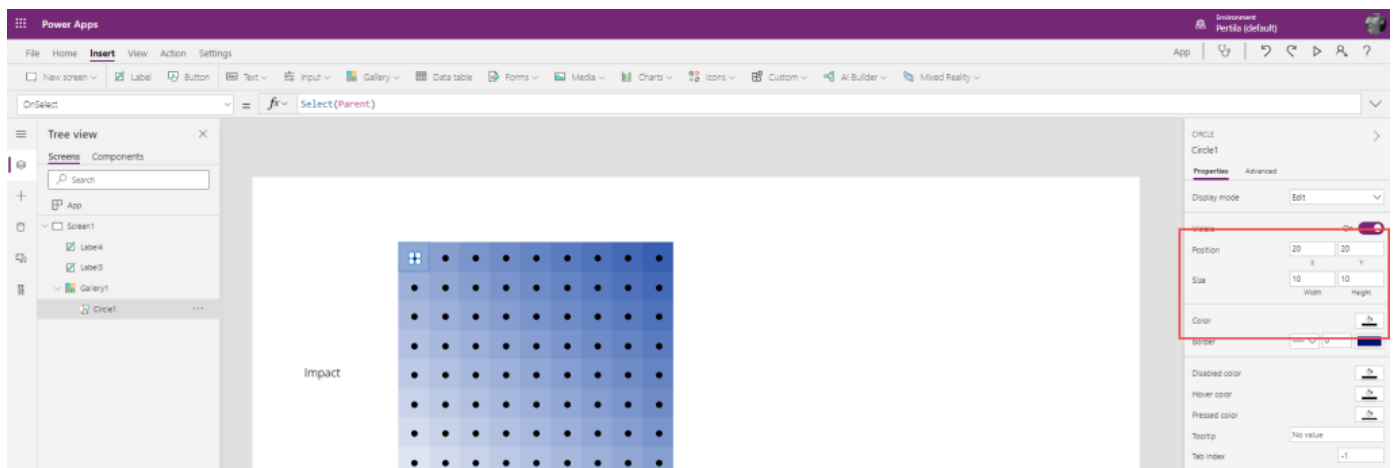 Power Apps
Environment
Pertila (default)
File Home Insert View Action Settings
App
New screen Label Button Text Input Gallery Data table Forms Media Charts Icons Custom AI Builder Mixed Reality
OnSelect = fx Select(Parent)
Tree view
Screens Components
Search
App
Screen1
Label4
Label3
Gallery1
Circle1
Impact
CIRCLE
Circle1
Properties Advanced
Display mode Edit
Visible On
Position 20 20
X Y
Size 10 10
Width Height
Color
Border 0
Disabled color
Hover color
Pressed color
Tooltip No value
Tab index -1